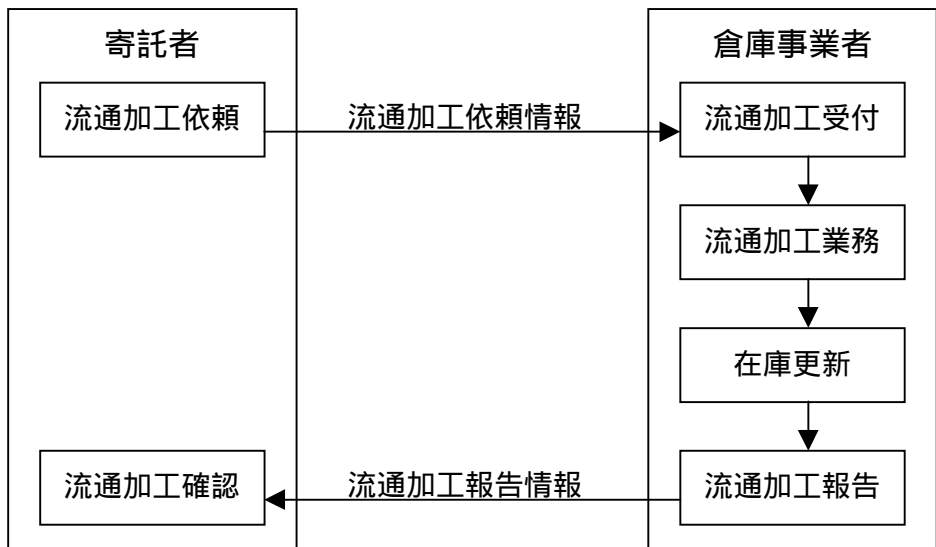 寄託者
倉庫事業者
流通加工依頼
流通加工依頼情報
流通加工受付
流通加工業務
在庫更新
流通加工確認
流通加工報告情報
流通加工報告